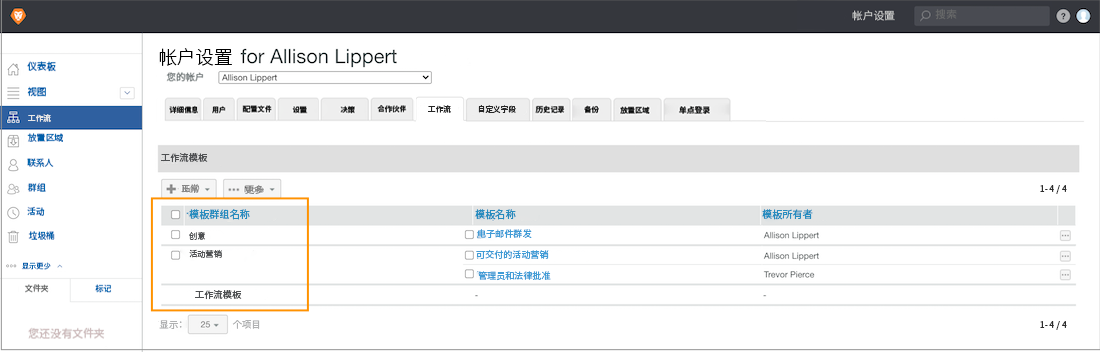 帐户设置
搜索
?
帐户设置 for Allison Lippert
您的帐户
Allison Lippert
仪表板
视图
工作流
放置区域
联系人
群组
活动
垃圾桶
显示更少
文件夹
标记
您还没有文件夹
详细信息
用户
配置文件
设置
决策
合作伙伴
工作流
自定义字段
历史记录
备份
放置区域
单点登录
工作流模板
更多
1-4 / 4
模板群组名称
模板名称
模板所有者
创意
电子邮件群发
Allison Lippert
活动营销
可交付的活动营销
Allison Lippert
管理员和法律批准
Trevor Pierce
工作流模板
-
-
显示:
25
个项目
1-4 / 4